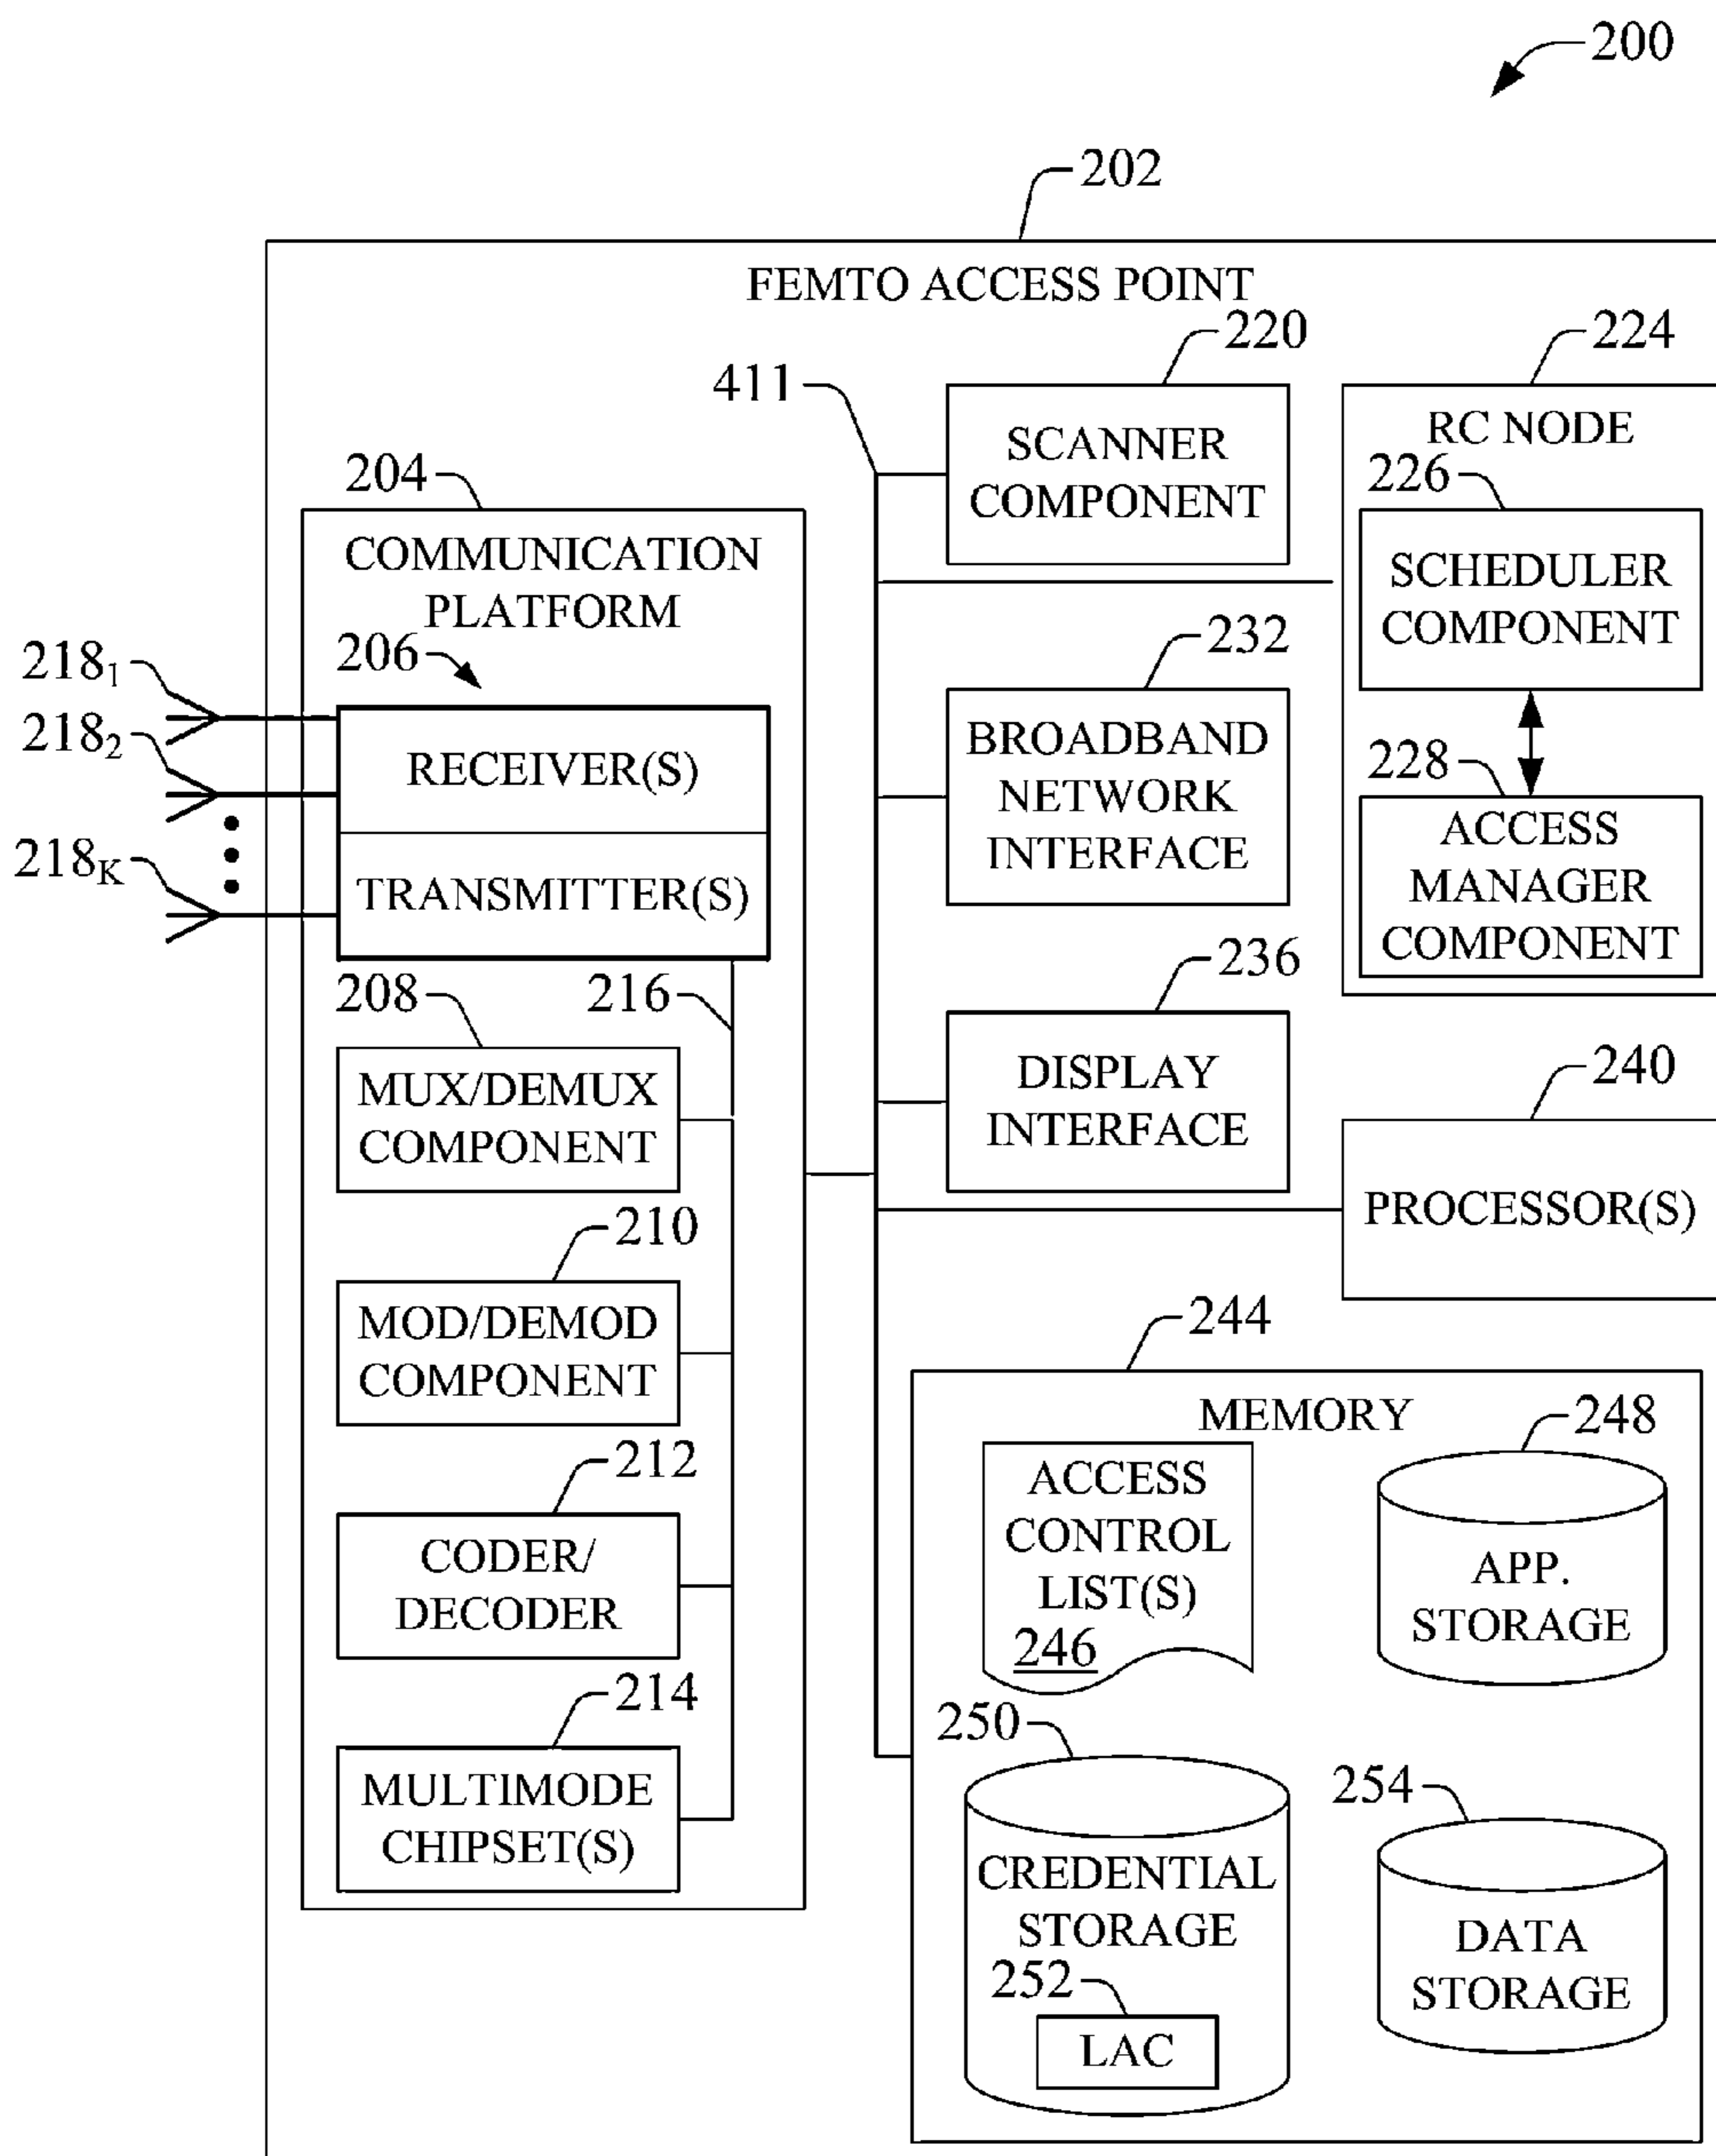 200
202
FEMTO ACCESS POINT
220
224
411
SCANNER
COMPONENT
RC NODE
226
SCHEDULER
COMPONENT
228
ACCESS
MANAGER
COMPONENT
204
COMMUNICATION
PLATFORM
206
218₁
218₂
218K
RECEIVER(S)
TRANSMITTER(S)
232
BROADBAND
NETWORK
INTERFACE
208
216
MUX/DEMUX
COMPONENT
236
DISPLAY
INTERFACE
240
PROCESSOR(S)
210
MOD/DEMOD
COMPONENT
212
CODER/
DECODER
214
MULTIMODE
CHIPSET(S)
244
MEMORY
ACCESS
CONTROL
LIST(S)
246
248
APP.
STORAGE
250
CREDENTIAL
STORAGE
252
LAC
254
DATA
STORAGE